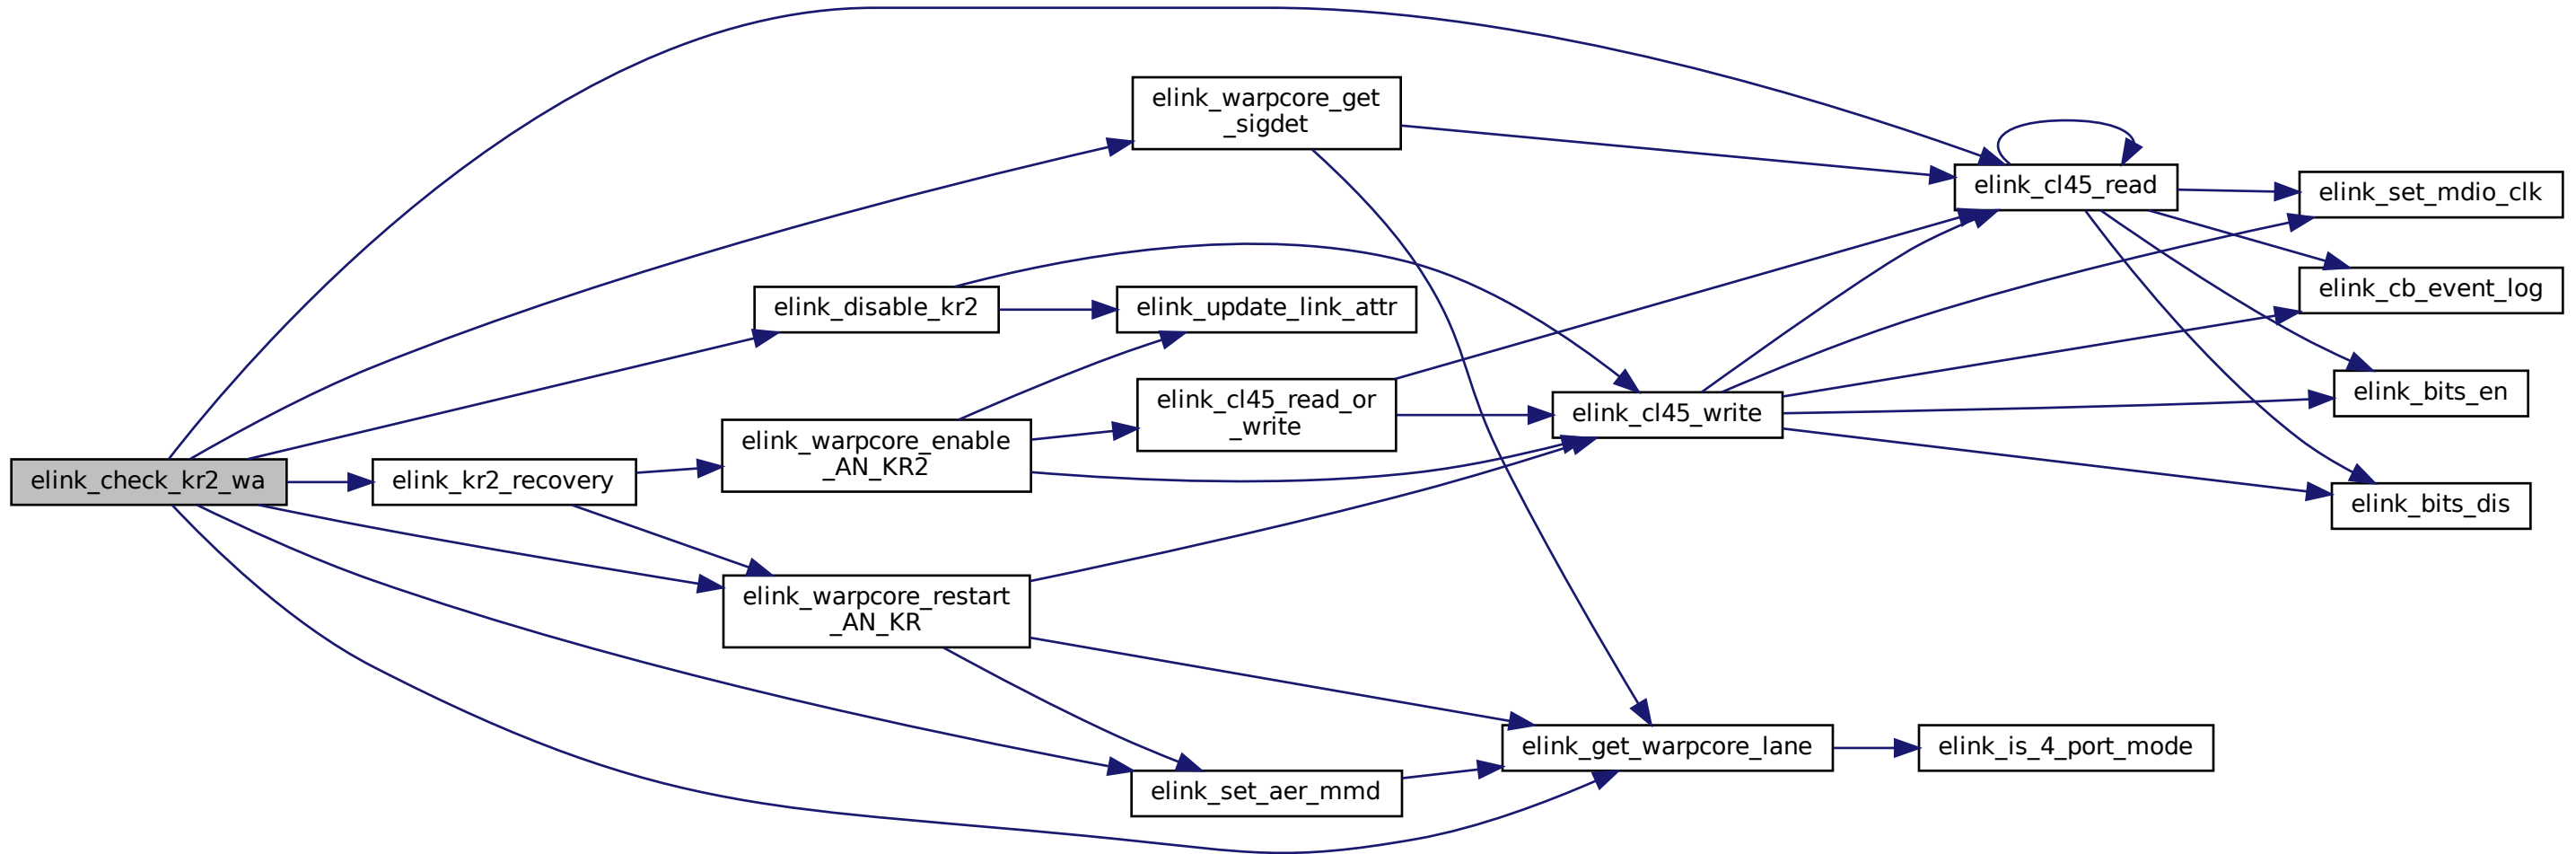 elink_check_kr2_wa
elink_kr2_recovery
elink_disable_kr2
elink_warpcore_enable
_AN_KR2
elink_warpcore_restart
_AN_KR
elink_warpcore_get
_sigdet
elink_update_link_attr
elink_cl45_read_or
_write
elink_set_aer_mmd
elink_cl45_write
elink_get_warpcore_lane
elink_cl45_read
elink_is_4_port_mode
elink_set_mdio_clk
elink_cb_event_log
elink_bits_en
elink_bits_dis